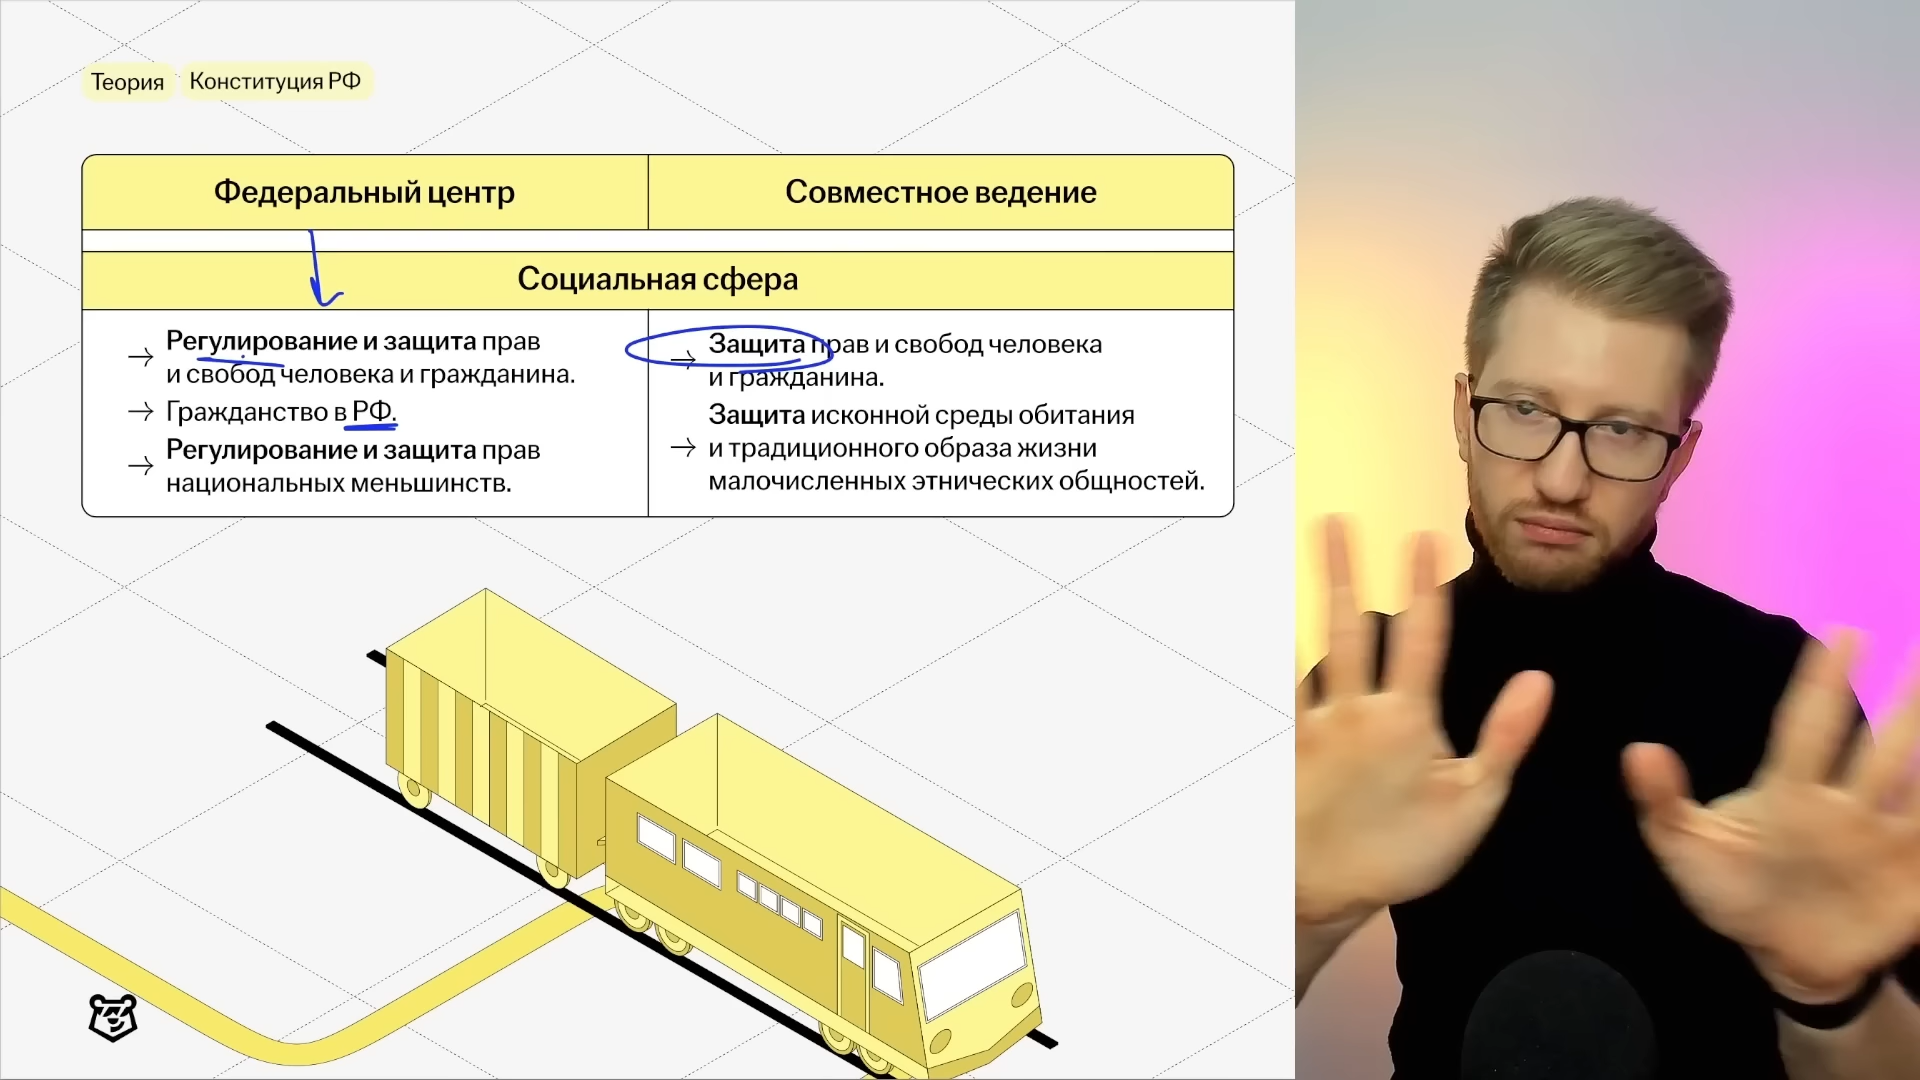 Теория Конституция РФ
Федеральный центр
Совместное ведение
Социальная сфера
→ Регулирование и защита прав
и свобод человека и гражданина.
→ Гражданство в РФ.
→ Регулирование и защита прав
национальных меньшинств.
→ Защита прав и свобод человека
и гражданина.
→ Защита исконной среды обитания
и традиционного образа жизни
малочисленных этнических общностей.